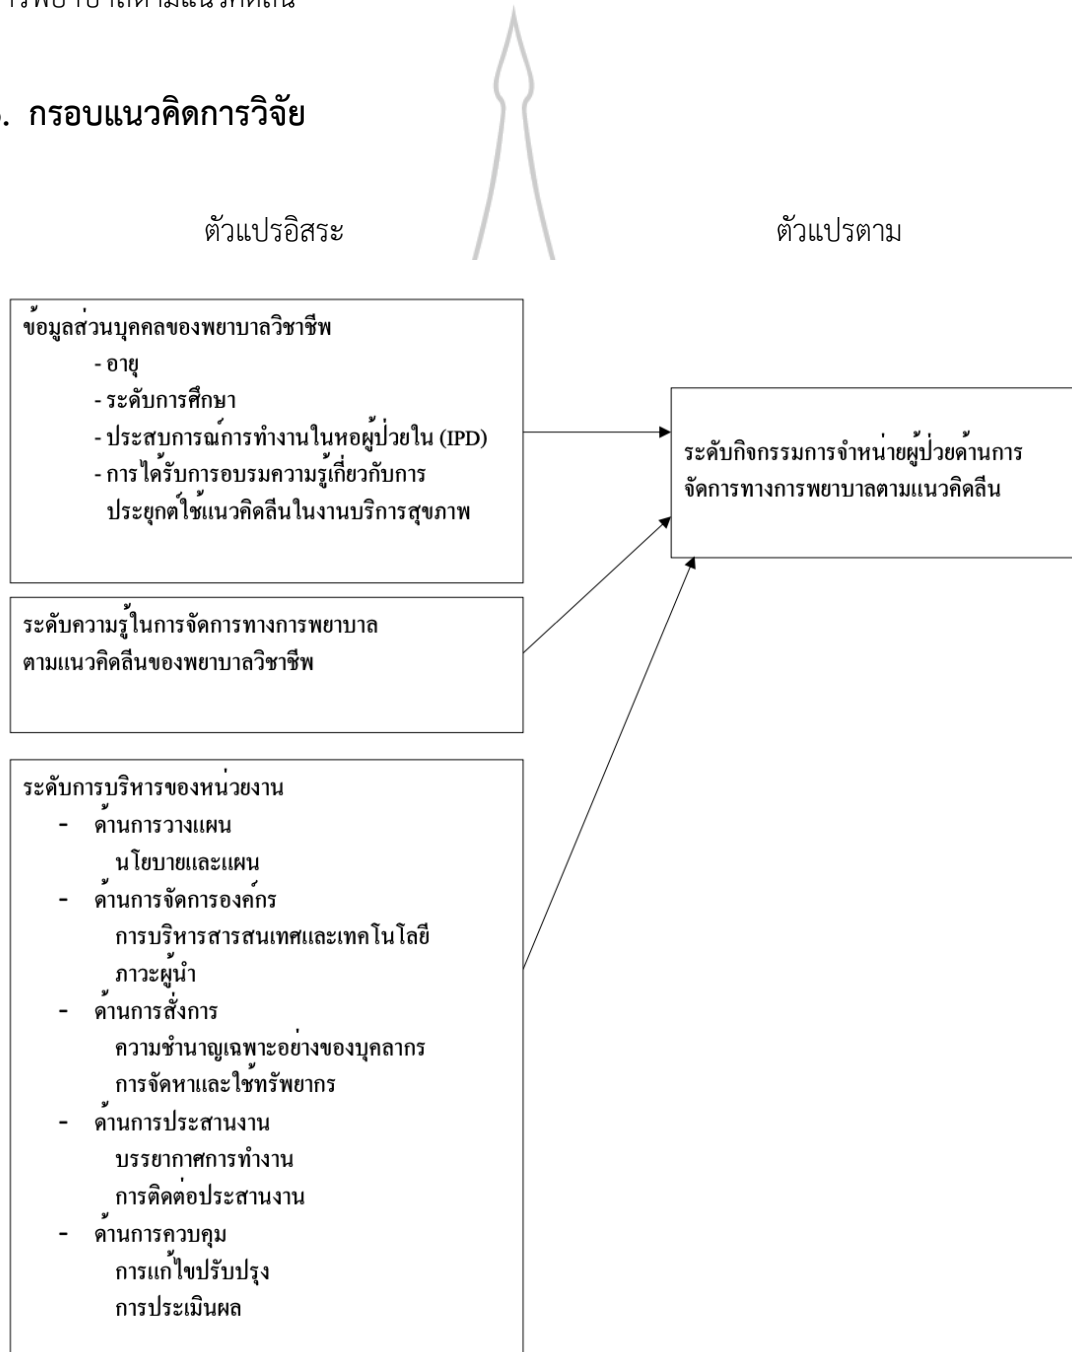 3. กรอบแนวคิดการวิจัย
ตัวแปรอิสระ
ตัวแปรตาม
ข้อมูลส่วนบุคคลของพยาบาลวิชาชีพ
- อายุ
- ระดับการศึกษา
- ประสบการณ์การทำงานในหอผู้ป่วยใน (IPD)
- การได้รับการอบรมความรู้เกี่ยวกับการ
ประยุกต์ใช้แนวคิดลีนในงานบริการสุขภาพ
ระดับกิจกรรมการจำหน่ายผู้ป่วยด้านการ
จัดการทางการพยาบาลตามแนวคิดลีน
ระดับความรู้ในการจัดการทางการพยาบาล
ตามแนวคิดลีนของพยาบาลวิชาชีพ
ระดับการบริหารของหน่วยงาน
- ด้านการวางแผน
นโยบายและแผน
- ด้านการจัดการองค์กร
การบริหารสารสนเทศและเทคโนโลยี
ภาวะผู้นำ
- ด้านการสั่งการ
ความชำนาญเฉพาะอย่างของบุคลากร
การจัดหาและใช้ทรัพยากร
- ด้านการประสานงาน
บรรยากาศการทำงาน
การติดต่อประสานงาน
- ด้านการควบคุม
การแก้ไขปรับปรุง
การประเมินผล